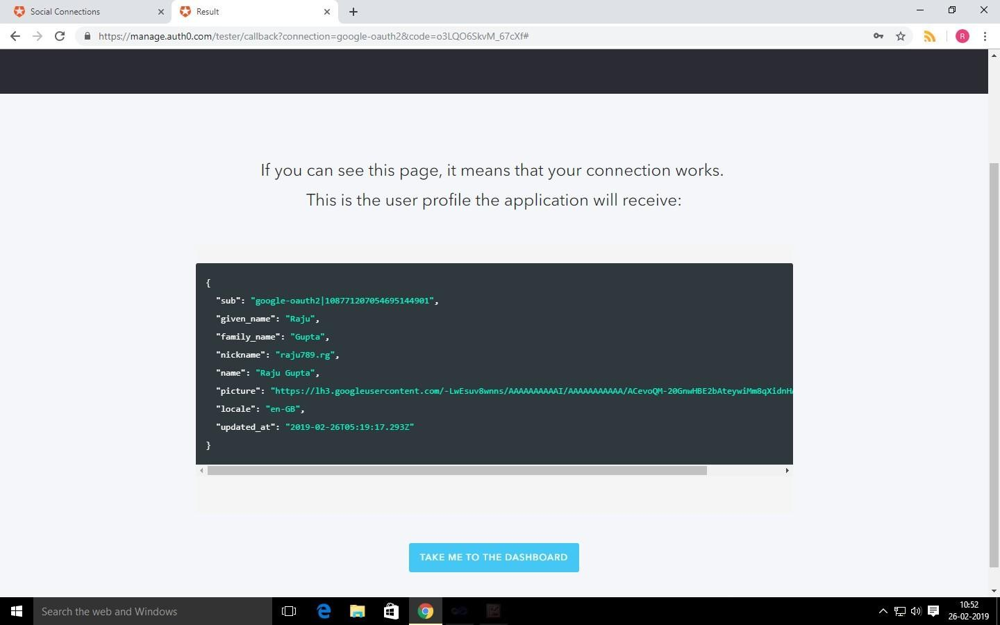 Social Connections
Result
https://manage.auth0.com/tester/callback?connection=google-oauth2&code=o3LQO6SkvM_67cXf#
R
If you can see this page, it means that your connection works.
This is the user profile the application will receive:
{
"sub": "google-oauth2|108771207054695144901",
"given_name": "Raju",
"family_name": "Gupta",
"nickname": "raju789.rg",
"name": "Raju Gupta",
"picture": "https://lh3.googleusercontent.com/-LwEsuv8wnns/AAAAAAAAAAI/AAAAAAAAAAA/ACevoQM-20GnwHBE2bAteywiMm8qXidnHA
"locale": "en-GB",
"updated_at": "2019-02-26T05:19:17.293Z"
}
TAKE ME TO THE DASHBOARD
Search the web and Windows
10:52
26-02-2019